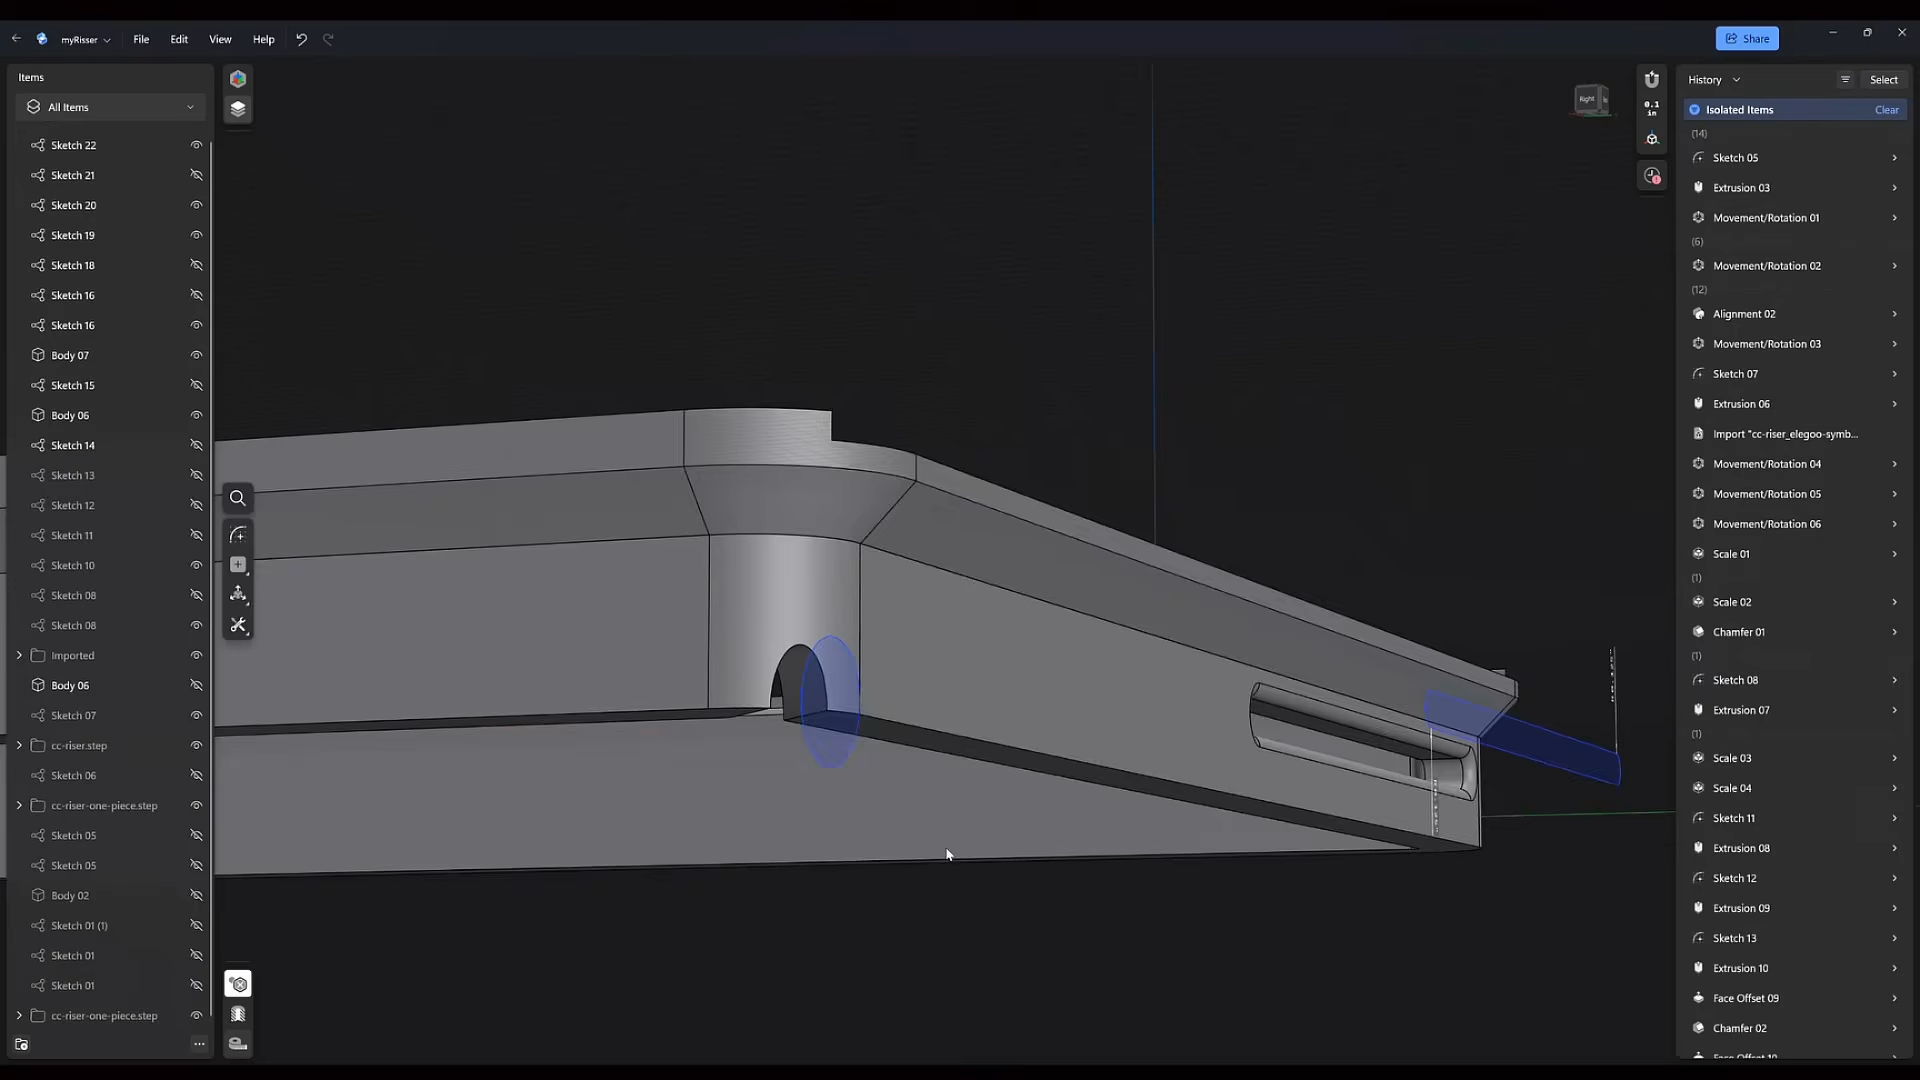 myRisser
File
Edit
View
Help
Share
Items
All Items
Sketch 22
Sketch 21
Sketch 20
Sketch 19
Sketch 18
Sketch 16
Sketch 16
Body 07
Sketch 15
Body 06
Sketch 14
Sketch 13
Sketch 12
Sketch 11
Sketch 10
Sketch 08
Sketch 08
Imported
Body 06
Sketch 07
cc-riser.step
Sketch 06
cc-riser-one-piece.step
Sketch 05
Sketch 05
Body 02
Sketch 01 (1)
Sketch 01
Sketch 01
cc-riser-one-piece.step
Right
0.1
in
History
Select
Isolated Items
Clear
(14)
Sketch 05
Extrusion 03
Movement/Rotation 01
(6)
Movement/Rotation 02
(12)
Alignment 02
Movement/Rotation 03
Sketch 07
Extrusion 06
Import "cc-riser_elegoo-symb...
Movement/Rotation 04
Movement/Rotation 05
Movement/Rotation 06
Scale 01
(1)
Scale 02
Chamfer 01
(1)
Sketch 08
Extrusion 07
(1)
Scale 03
Scale 04
Sketch 11
Extrusion 08
Sketch 12
Extrusion 09
Sketch 13
Extrusion 10
Face Offset 09
Chamfer 02
Face Offset 10